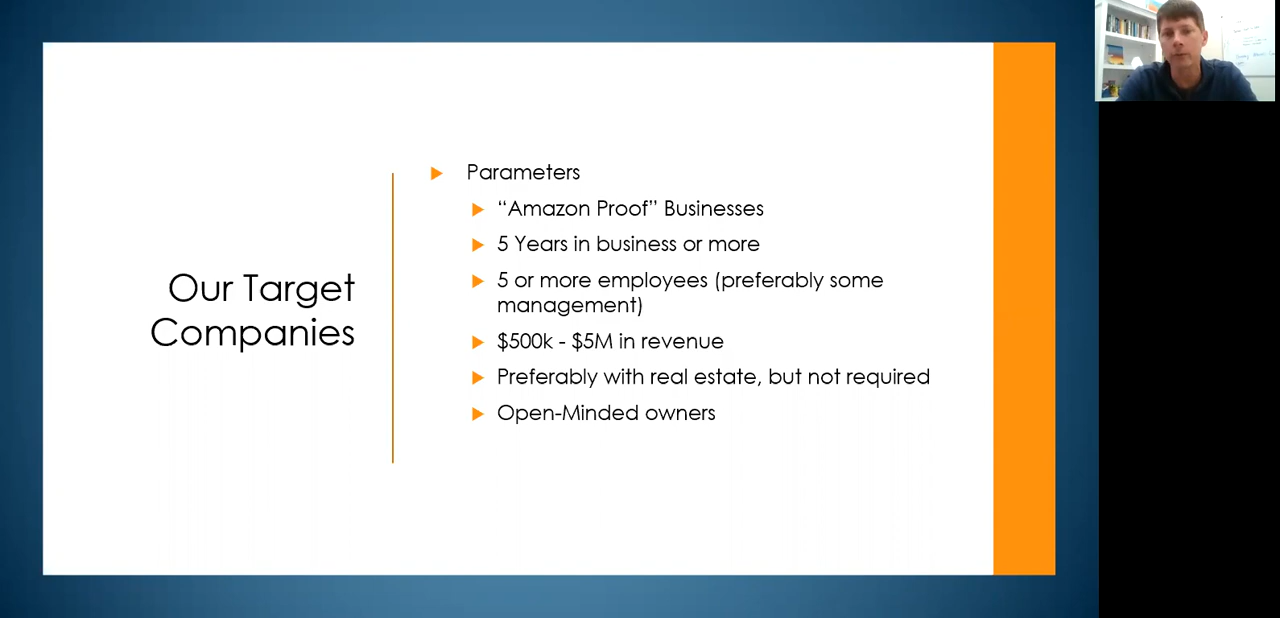 Our Target
Companies
Parameters
“Amazon Proof” Businesses
5 Years in business or more
5 or more employees (preferably some
management)
$500k - $5M in revenue
Preferably with real estate, but not required
Open-Minded owners